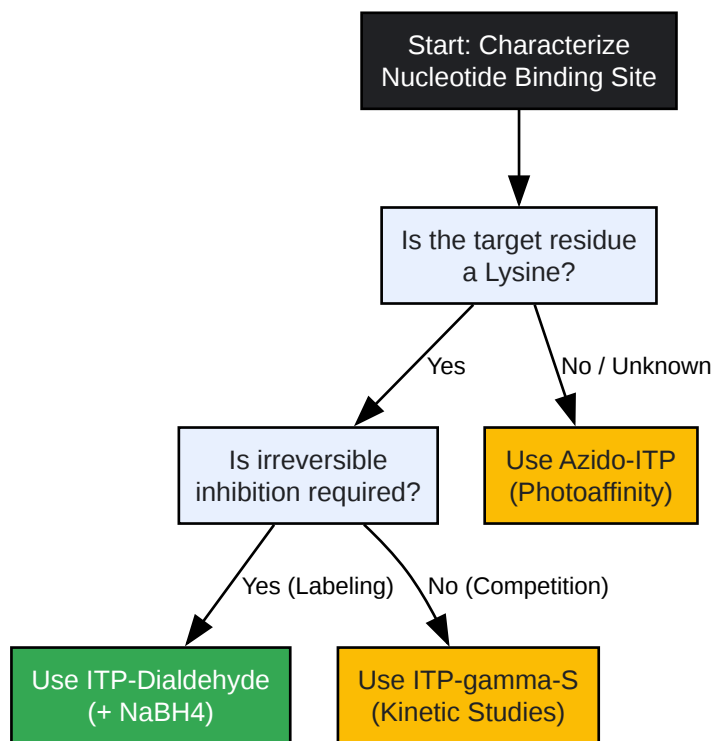 Start: Characterize
Nucleotide Binding Site
Is the target residue
a Lysine?
Yes
No / Unknown
Is irreversible
inhibition required?
Use Azido-ITP
(Photoaffinity)
Yes (Labeling)
No (Competition)
Use ITP-Dialdehyde
(+ NaBH4)
Use ITP-gamma-S
(Kinetic Studies)